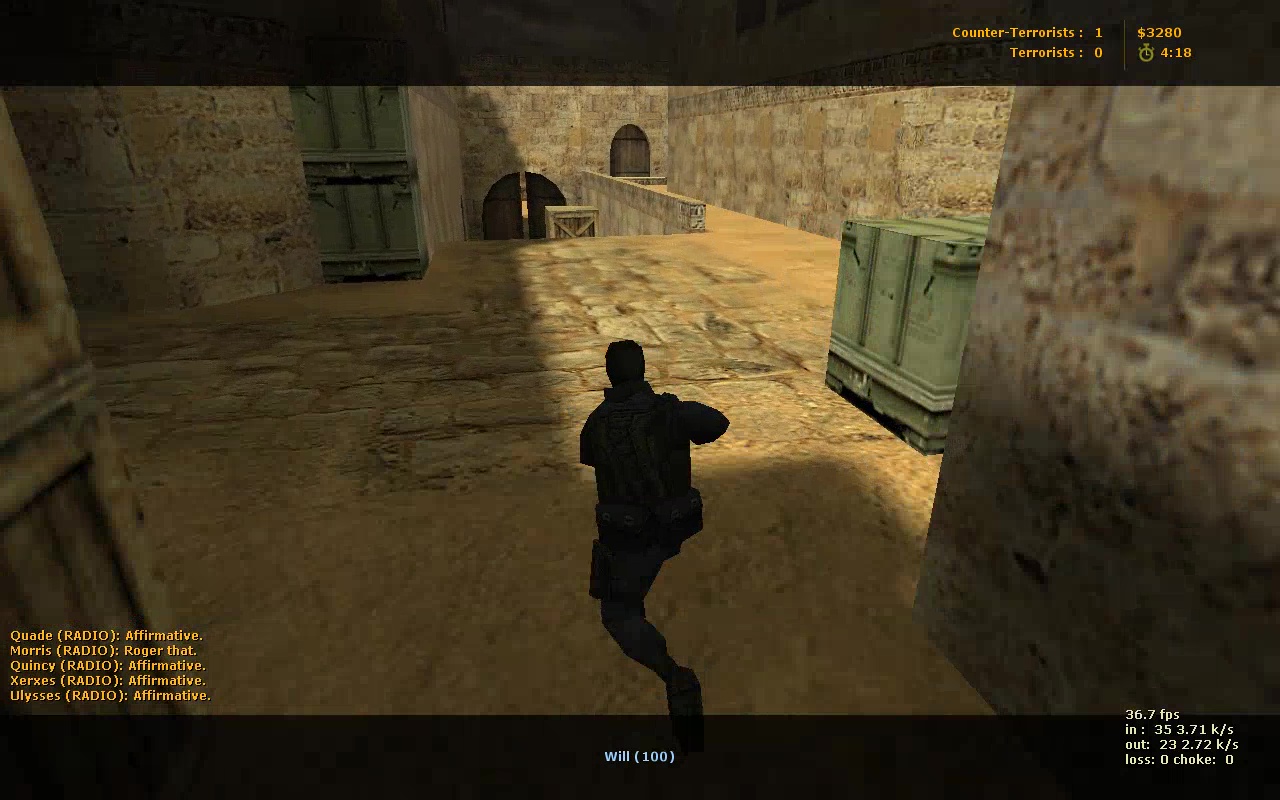 Counter-Terrorists : 1 $3280
Terrorists : 0 4:18
Quade (RADIO): Affirmative.
Morris (RADIO): Roger that.
Quincy (RADIO): Affirmative.
Xerxes (RADIO): Affirmative.
Ulysses (RADIO): Affirmative.
Will (100)
36.7 fps
in : 35 3.71 k/s
out: 23 2.72 k/s
loss: 0 choke: 0